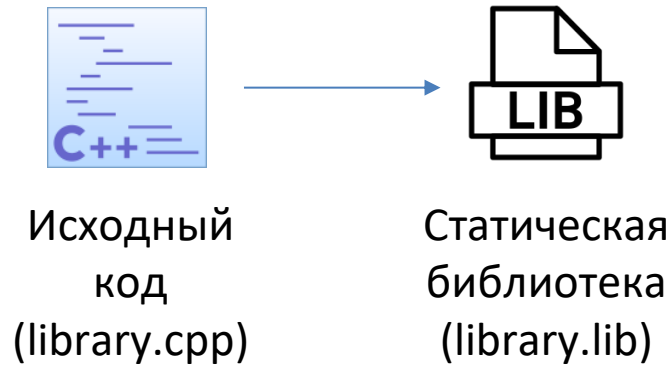 C++
LIB
Исходный
код
(library.cpp)
Статическая
библиотека
(library.lib)